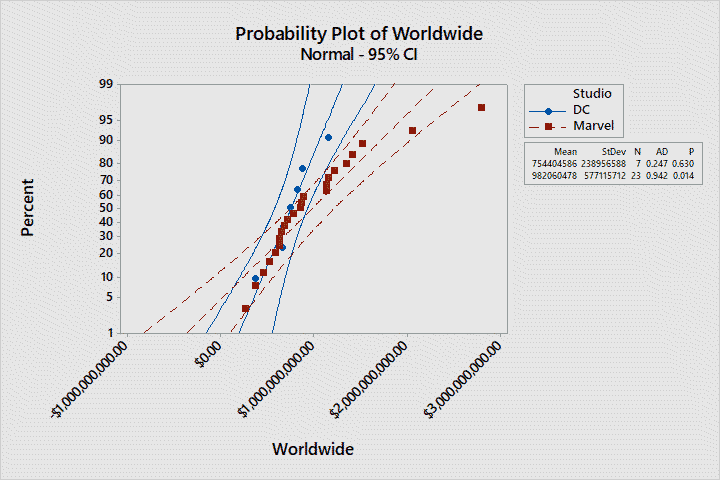 Probability Plot of Worldwide
Normal - 95% CI
99
95
90
80
70
60
50
40
30
20
10
5
1
Percent
-$1,000,000,000.00
$0.00
$1,000,000,000.00
$2,000,000,000.00
$3,000,000,000.00
Worldwide
Studio
DC
Marvel
Mean StDev N AD P
754404586 238956588 7 0.247 0.630
982060478 577115712 23 0.942 0.014